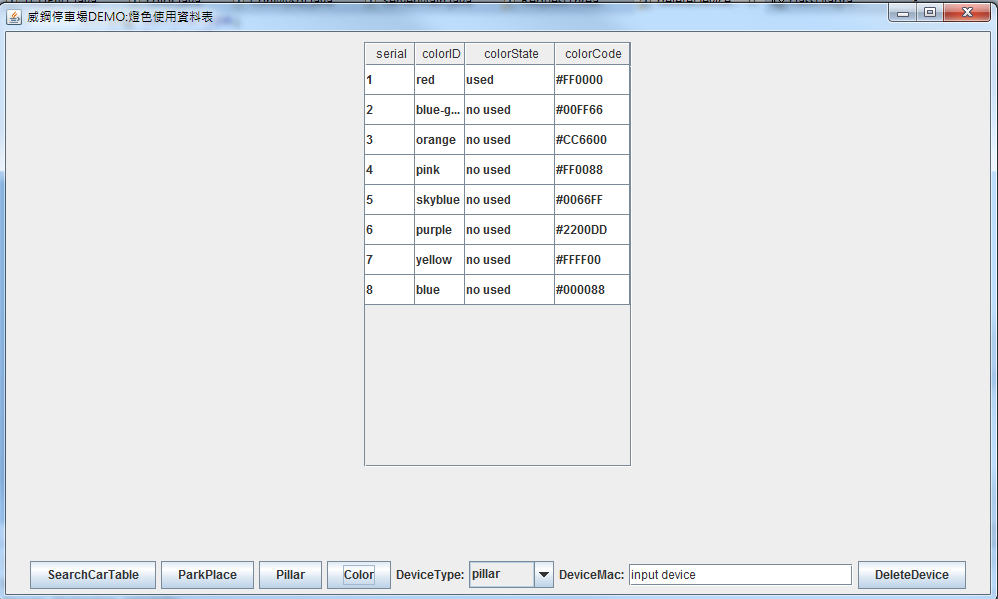 威鋼停車場DEMO:燈色使用資料表
serial colorID colorState colorCode
1 red used #FF0000
2 blue-g... no used #00FF66
3 orange no used #CC6600
4 pink no used #FF0088
5 skyblue no used #0066FF
6 purple no used #2200DD
7 yellow no used #FFFF00
8 blue no used #000088
SearchCarTable ParkPlace Pillar Color DeviceType: pillar DeviceMac: input device DeleteDevice